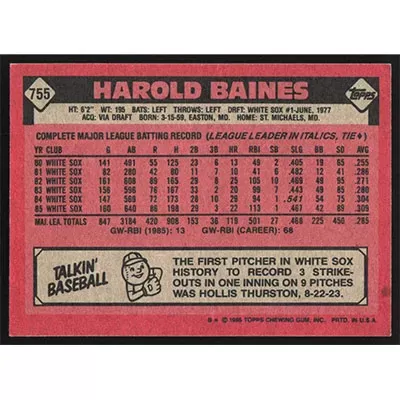 755
HAROLD BAINES
Topps
HT: 6'2" WT: 195 BATS: LEFT THROWS: LEFT DRFT: WHITE SOX #1-JUNE, 1977
ACQ: VIA DRAFT BORN: 3-15-59, EASTON, MD. HOME: ST. MICHAELS, MD.
COMPLETE MAJOR LEAGUE BATTING RECORD (LEAGUE LEADER IN ITALICS, TIE♦)
YR CLUB G AB R H 2B 3B HR RBI SB SLG BB SO AVG
80 WHITE SOX 141 491 55 125 23 6 13 49 2 .405 19 65 .255
81 WHITE SOX 82 280 42 80 11 7 10 41 6 .482 12 41 .286
82 WHITE SOX 161 608 89 165 29 8 25 105 10 .469 49 95 .271
83 WHITE SOX 156 596 76 167 33 2 20 99 7 .443 49 85 .280
84 WHITE SOX 147 569 72 173 28 10 29 94 1 .541 54 75 .304
85 WHITE SOX 160 640 86 198 29 3 22 113 1 .467 42 89 .309
MAJ. LEA. TOTALS 847 3184 420 908 153 36 119 501 27 .468 225 450 .285
GW-RBI (1985): 13 GW-RBI (CAREER): 66
TALKIN' BASEBALL
THE FIRST PITCHER IN WHITE SOX
HISTORY TO RECORD 3 STRIKE-
OUTS IN ONE INNING ON 9 PITCHES
WAS HOLLIS THURSTON, 8-22-23.
© 1986 TOPPS CHEWING GUM, INC. PRTD. IN U.S.A.